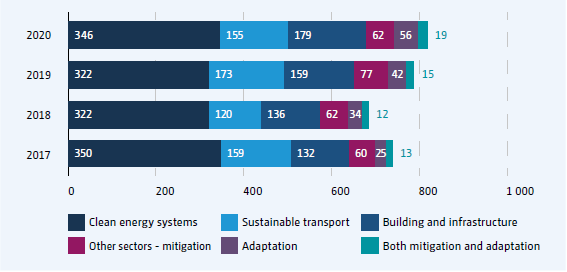 2020 346 155 179 62 56 19
2019 322 173 159 77 42 15
2018 322 120 136 62 34 12
2017 350 159 132 60 25 13
0 200 400 600 800 1 000
Clean energy systems Sustainable transport Building and infrastructure
Other sectors - mitigation Adaptation Both mitigation and adaptation